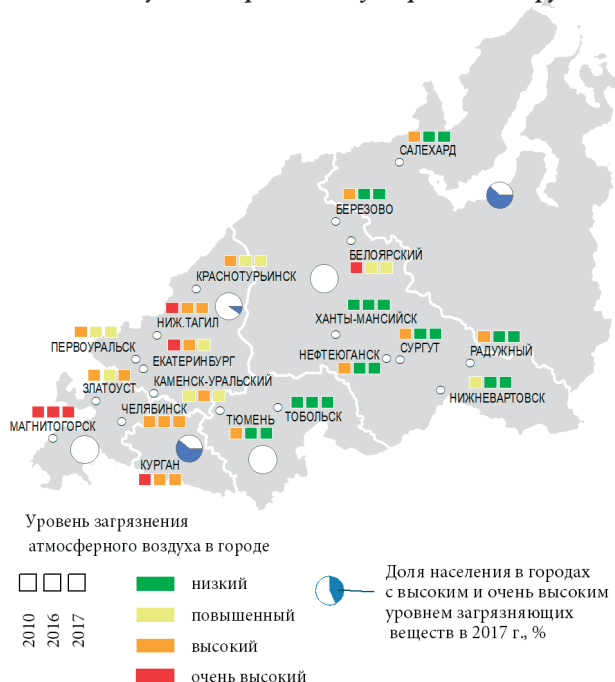 САЛЕХАРД
БЕРЕЗОВО
БЕЛОЯРСКИЙ
КРАСНОТУРЬИНСК
ХАНТЫ-МАНСИЙСК
НИЖ.ТАГИЛ
СУРГУТ
РАДУЖНЫЙ
ПЕРВОУРАЛЬСК
ЕКАТЕРИНБУРГ
НЕФТЕЮГАНСК
КАМЕНСК-УРАЛЬСКИЙ
ЗЛАТОУСТ
НИЖНЕВАРТОВСК
ЧЕЛЯБИНСК
ТЮМЕНЬ
ТОБОЛЬСК
МАГНИТОГОРСК
КУРГАН
Уровень загрязнения
атмосферного воздуха в городе
2010
2016
2017
низкий
повышенный
высокий
очень высокий
Доля населения в городах
с высоким и очень высоким
уровнем загрязняющих
веществ в 2017 г., %